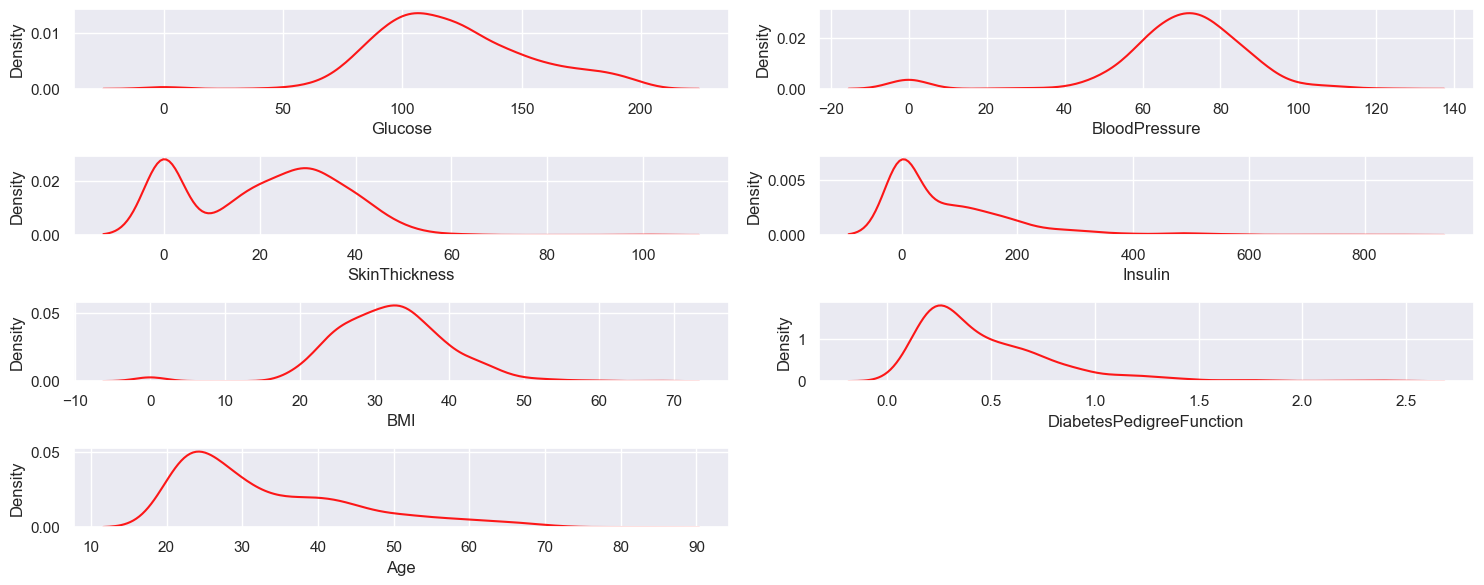 Density
0.01
0.00
0 50 100 150 200
Glucose
Density
0.02
0.00
−20 0 20 40 60 80 100 120 140
BloodPressure
Density
0.02
0.00
0 20 40 60 80 100
SkinThickness
Density
0.005
0.000
0 200 400 600 800
Insulin
Density
0.05
0.00
−10 0 10 20 30 40 50 60 70
BMI
Density
1
0
0.0 0.5 1.0 1.5 2.0 2.5
DiabetesPedigreeFunction
Density
0.05
0.00
10 20 30 40 50 60 70 80 90
Age